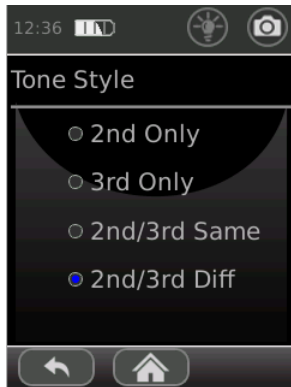 12:36
Tone Style
2nd Only
3rd Only
2nd/3rd Same
2nd/3rd Diff